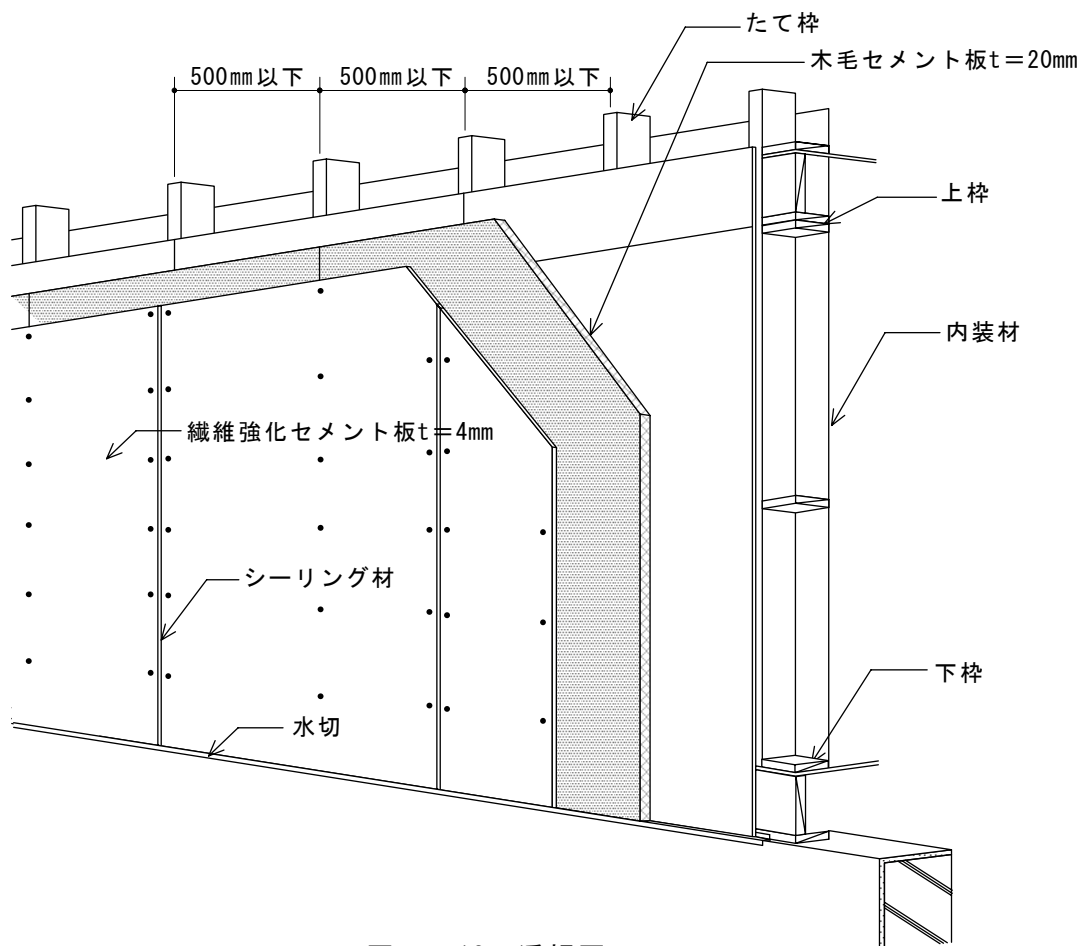 たて枠
木毛セメント板t＝20㎜
500㎜以下
500㎜以下
500㎜以下
上枠
内装材
繊維強化セメント板t＝4㎜
シーリング材
下枠
水切